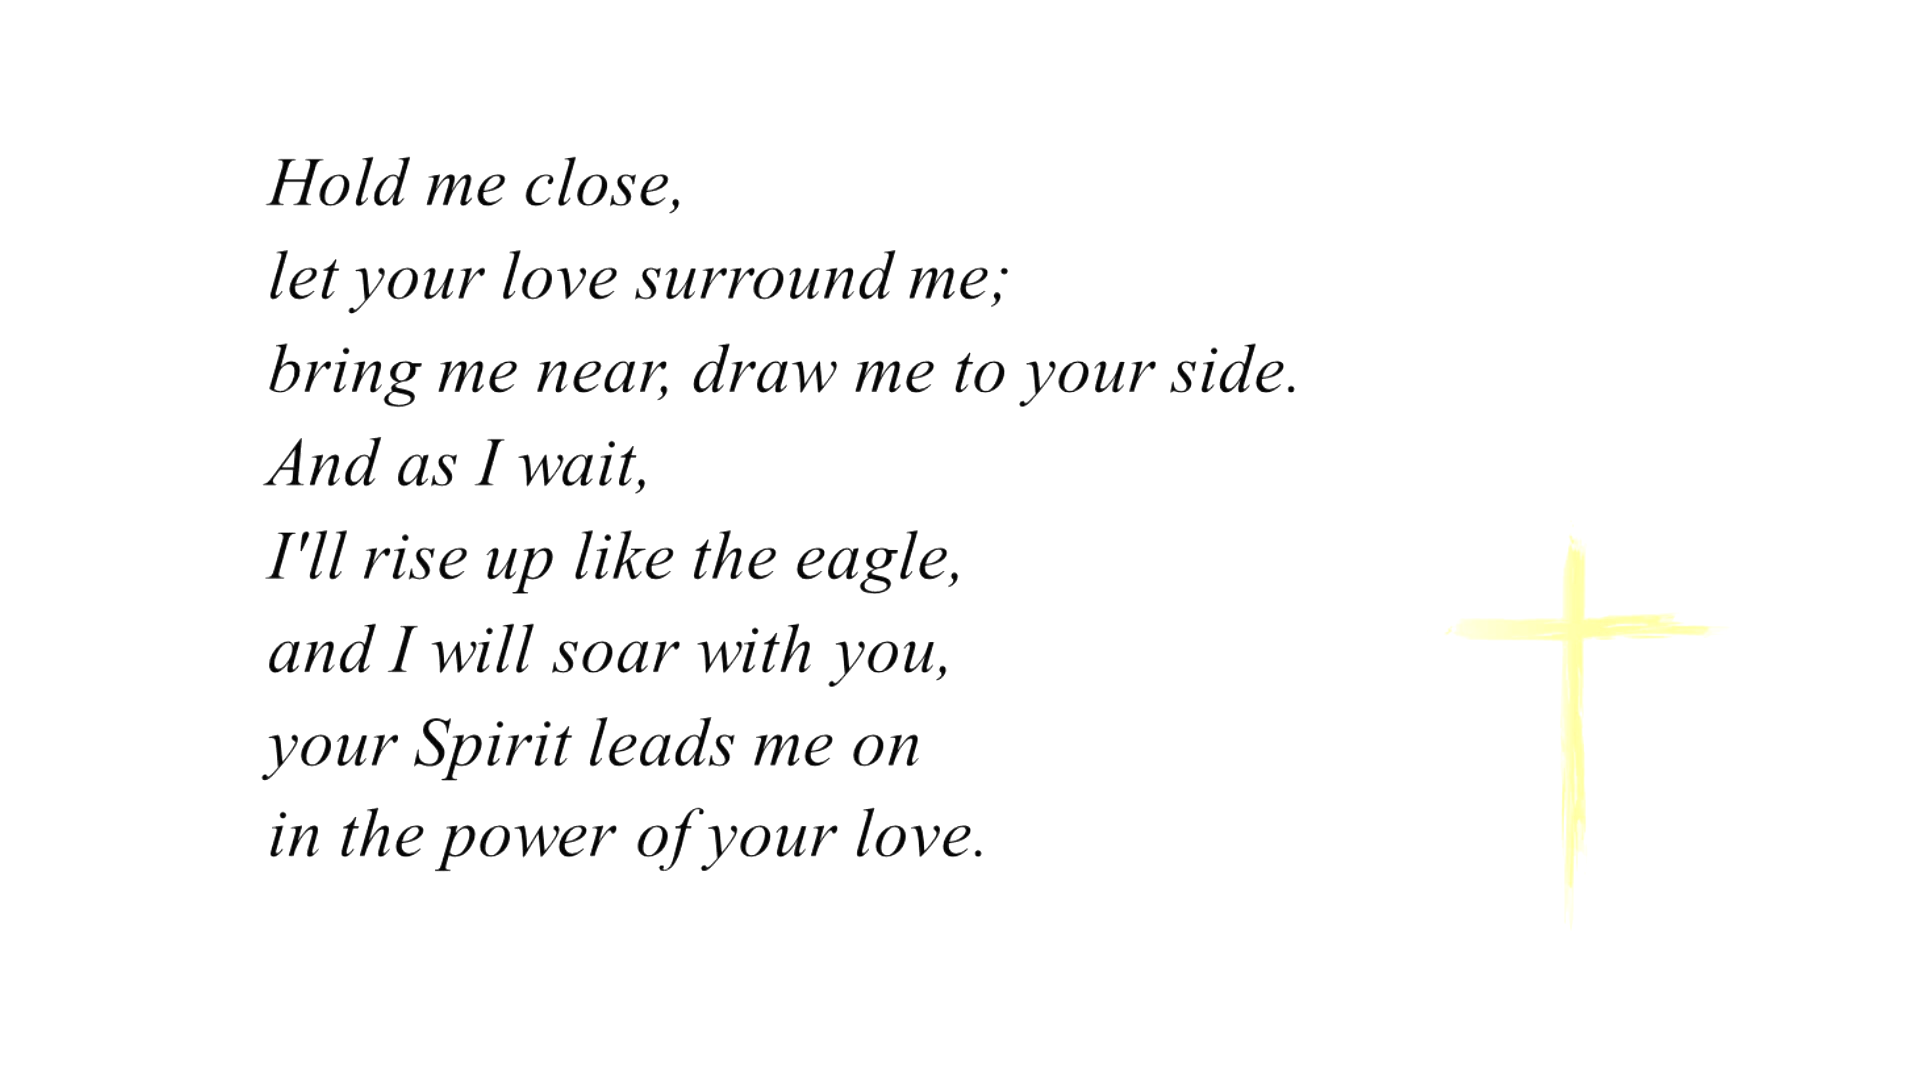 Hold me close,
let your love surround me;
bring me near, draw me to your side.
And as I wait,
I'll rise up like the eagle,
and I will soar with you,
your Spirit leads me on
in the power of your love.